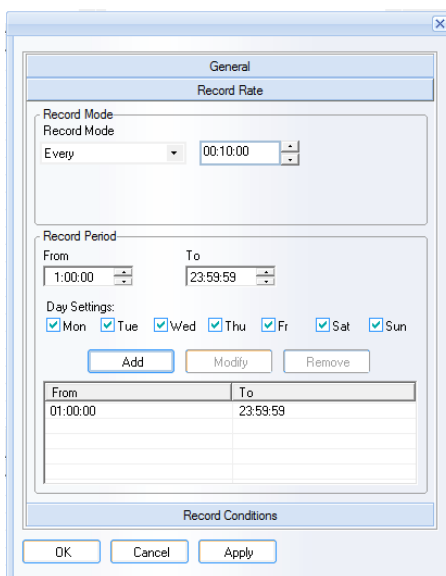 General
Record Rate
Record Mode
Record Mode
Every 00:10:00
Record Period
From To
1:00:00 23:59:59
Day Settings:
Mon Tue Wed Thu Fr Sat Sun
Add Modify Remove
From To
01:00:00 23:59:59
Record Conditions
OK Cancel Apply